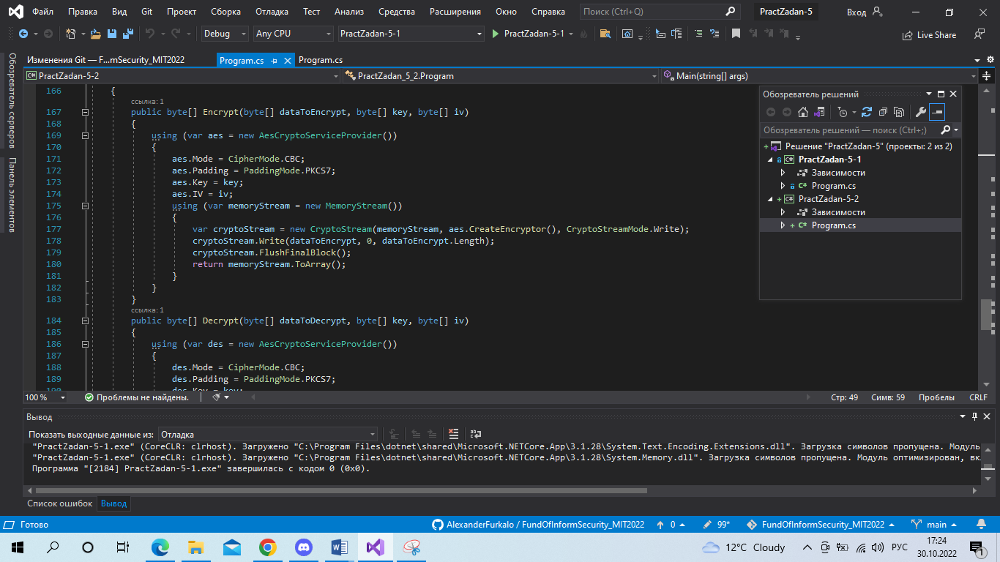 Файл Правка Вид Git Проект Сборка Отладка Тест Анализ Средства Расширения Окно Справка Поиск (Ctrl+Q) PractZadan-5 Вход
Debug Any CPU PractZadan-5-1 PractZadan-5-1 Live Share
Обозреватель серверов
Панель элементов
Изменения Git — F...mSecurity_MIT2022 Program.cs Program.cs
C# PractZadan-5-2 PractZadan_5_2.Program Main(string[] args)
166 {
ссылка: 1
167 public byte[] Encrypt(byte[] dataToEncrypt, byte[] key, byte[] iv)
168 {
169 using (var aes = new AesCryptoServiceProvider())
170 {
171 aes.Mode = CipherMode.CBC;
172 aes.Padding = PaddingMode.PKCS7;
173 aes.Key = key;
174 aes.IV = iv;
175 using (var memoryStream = new MemoryStream())
176 {
177 var cryptoStream = new CryptoStream(memoryStream, aes.CreateEncryptor(), CryptoStreamMode.Write);
178 cryptoStream.Write(dataToEncrypt, 0, dataToEncrypt.Length);
179 cryptoStream.FlushFinalBlock();
180 return memoryStream.ToArray();
181 }
182 }
183 }
ссылка: 1
184 public byte[] Decrypt(byte[] dataToDecrypt, byte[] key, byte[] iv)
185 {
186 using (var des = new AesCryptoServiceProvider())
187 {
188 des.Mode = CipherMode.CBC;
189 des.Padding = PaddingMode.PKCS7;
190 des.Key = key;
Обозреватель решений
Обозреватель решений — поиск (Ctrl+;)
Решение "PractZadan-5" (проекты: 2 из 2)
C# PractZadan-5-1
Зависимости
C# Program.cs
C# PractZadan-5-2
Зависимости
C# Program.cs
100 % Проблемы не найдены. Стр: 49 Симв: 59 Пробелы CRLF
Вывод
Показать выходные данные из: Отладка
"PractZadan-5-1.exe" (CoreCLR: clrhost). Загружено "C:\Program Files\dotnet\shared\Microsoft.NETCore.App\3.1.28\System.Text.Encoding.Extensions.dll". Загрузка символов пропущена. Модуль
"PractZadan-5-1.exe" (CoreCLR: clrhost). Загружено "C:\Program Files\dotnet\shared\Microsoft.NETCore.App\3.1.28\System.Memory.dll". Загрузка символов пропущена. Модуль оптимизирован, вкл
Программа "[2184] PractZadan-5-1.exe" завершилась с кодом 0 (0x0).
Список ошибок Вывод
Готово AlexanderFurkalo / FundOfInformSecurity_MIT2022 0 99* FundOfInformSecurity_MIT2022 main
12°C Cloudy РУС 17:24
30.10.2022 1